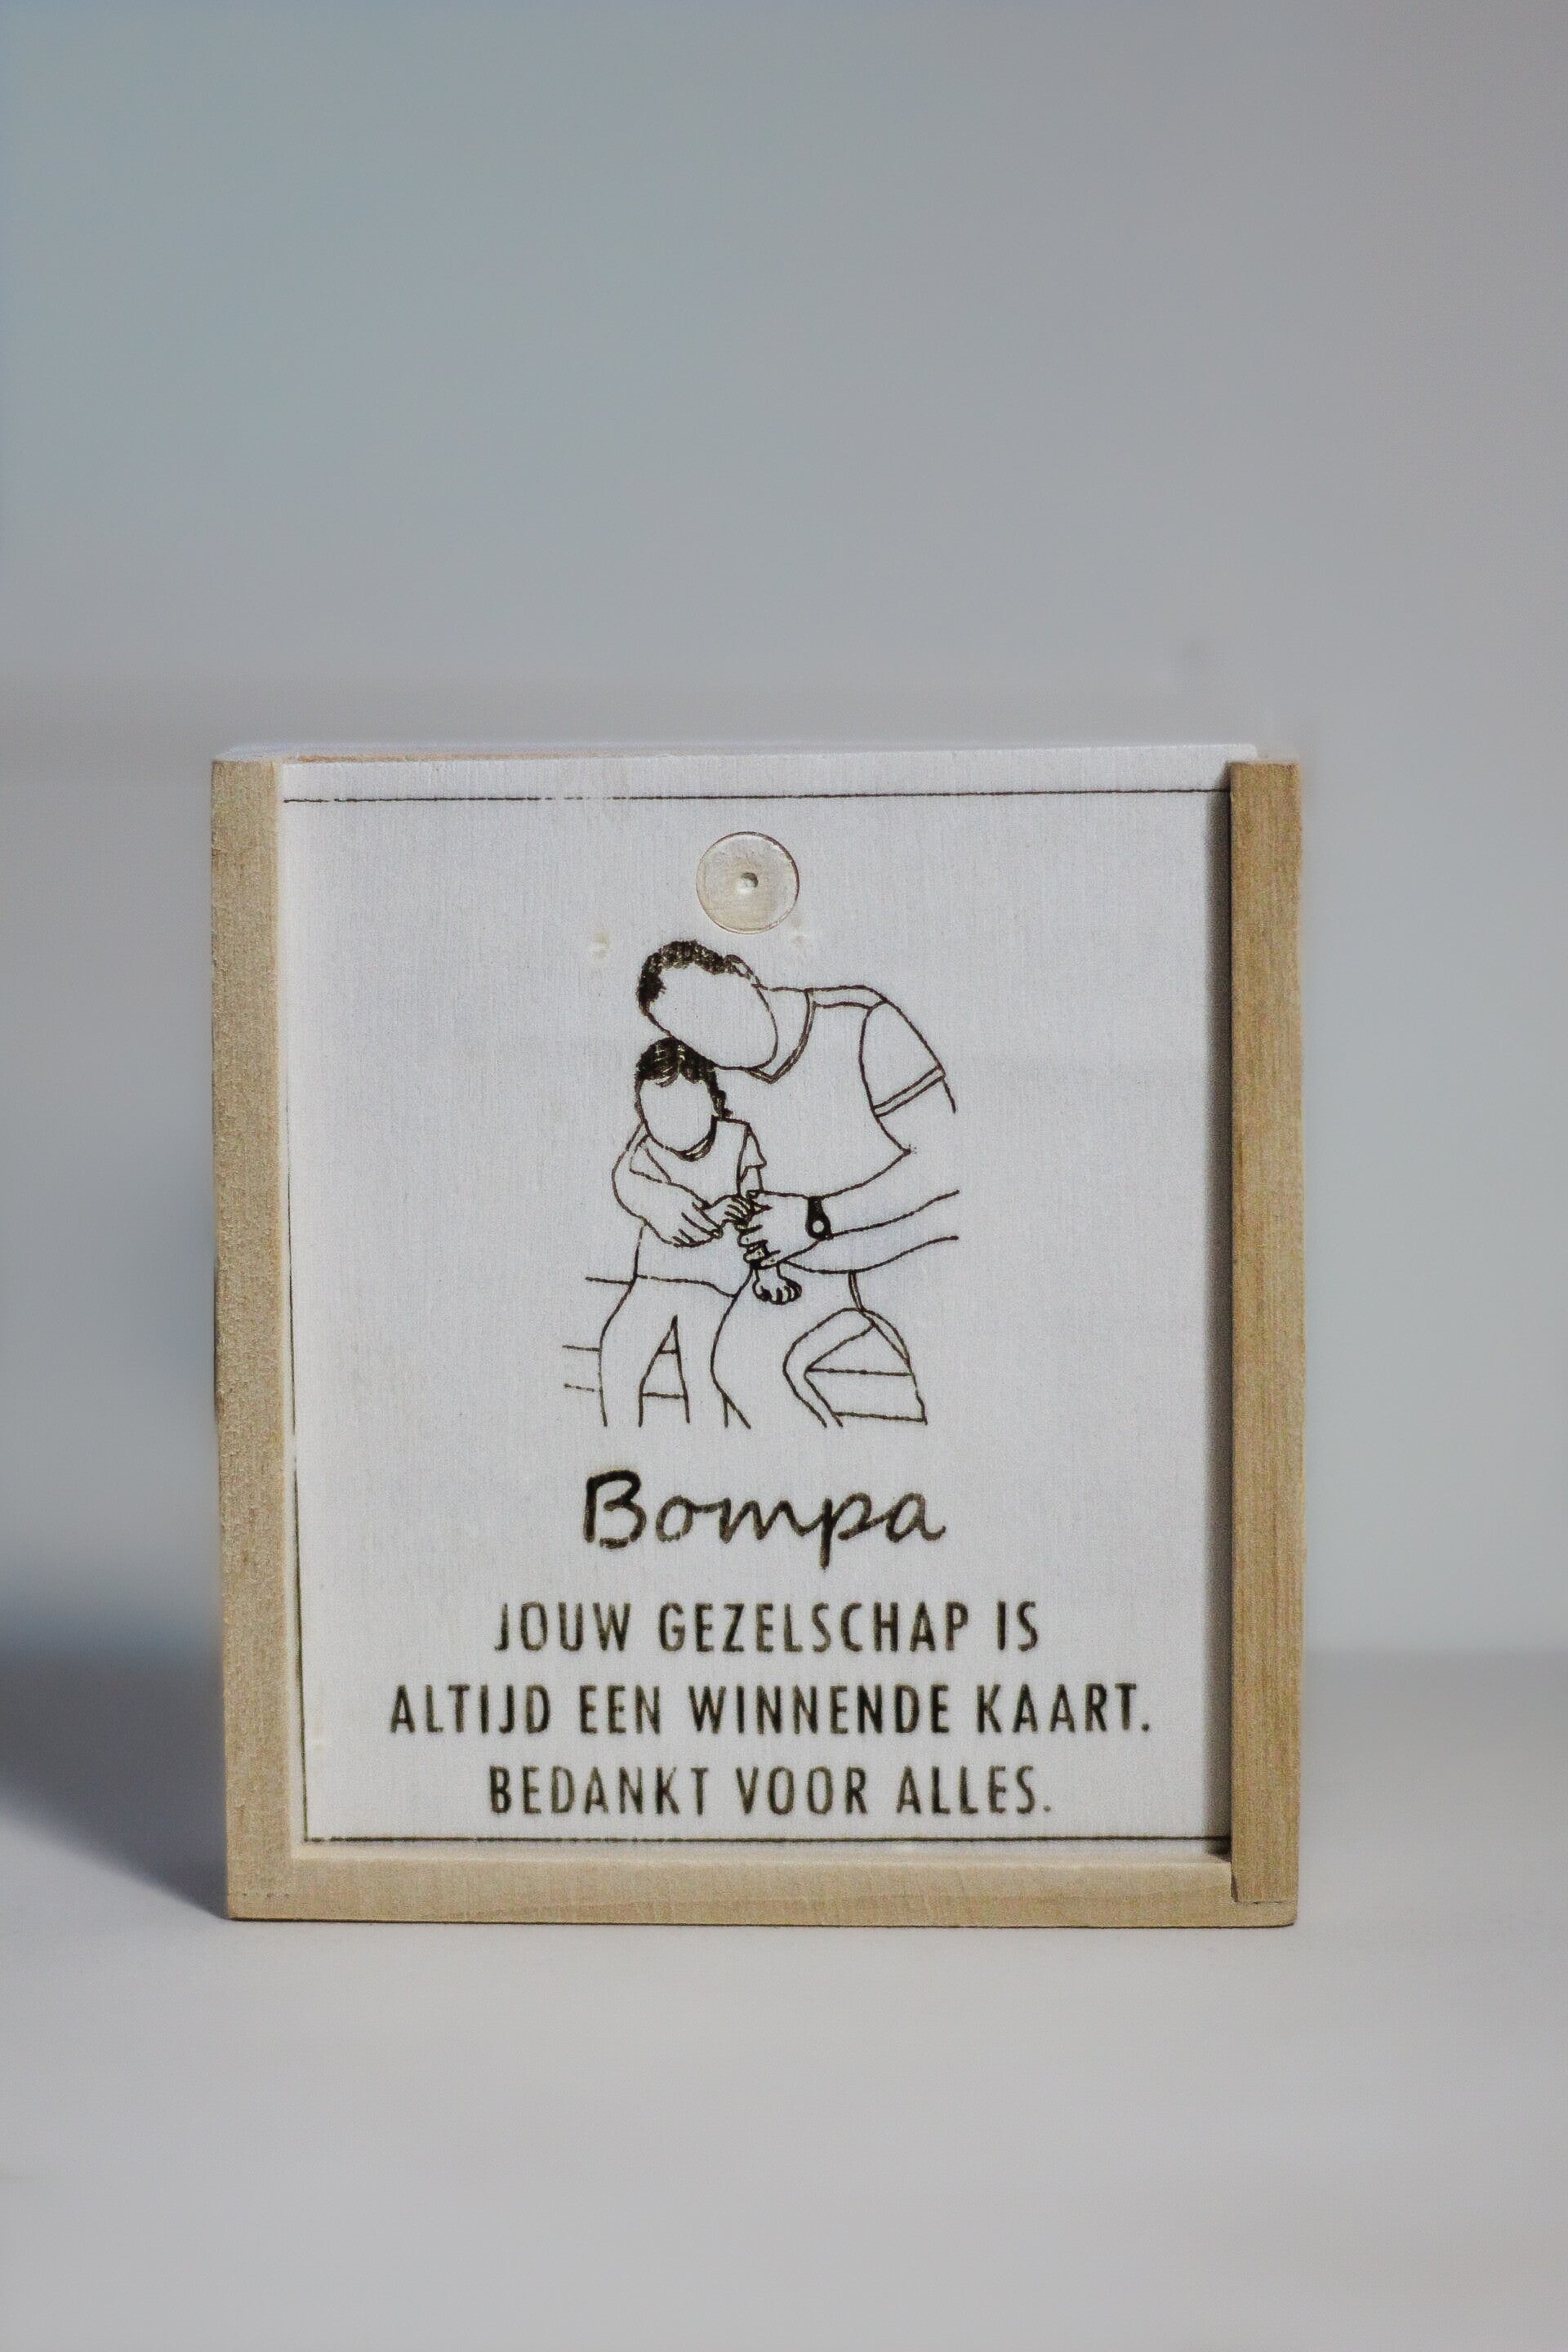 Bompa
JOUW GEZELSCHAP IS
ALTIJD EEN WINNENDE KAART.
BEDANKT VOOR ALLES.